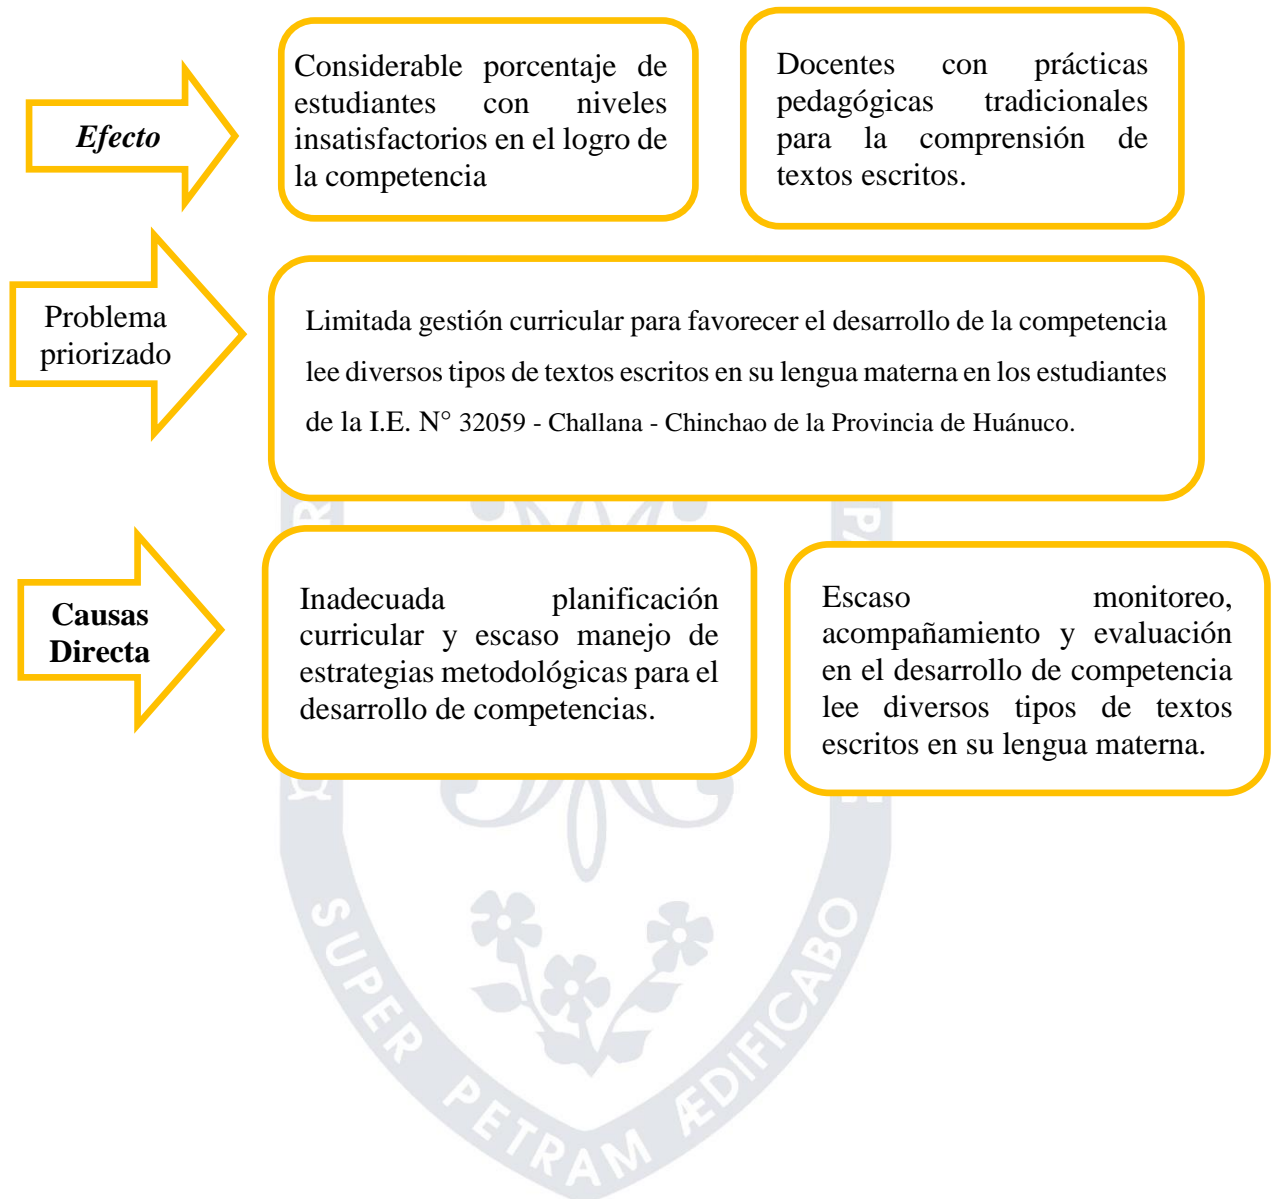 Efecto
Considerable porcentaje de
estudiantes con niveles
insatisfactorios en el logro de
la competencia
Docentes con prácticas
pedagógicas tradicionales
para la comprensión de
textos escritos.
Problema
priorizado
Limitada gestión curricular para favorecer el desarrollo de la competencia
lee diversos tipos de textos escritos en su lengua materna en los estudiantes
de la I.E. N° 32059 - Challana - Chinchao de la Provincia de Huánuco.
Causas
Directa
Inadecuada planificación
curricular y escaso manejo de
estrategias metodológicas para el
desarrollo de competencias.
Escaso monitoreo,
acompañamiento y evaluación
en el desarrollo de competencia
lee diversos tipos de textos
escritos en su lengua materna.
SUPER PETRAM ÆDIFICABO